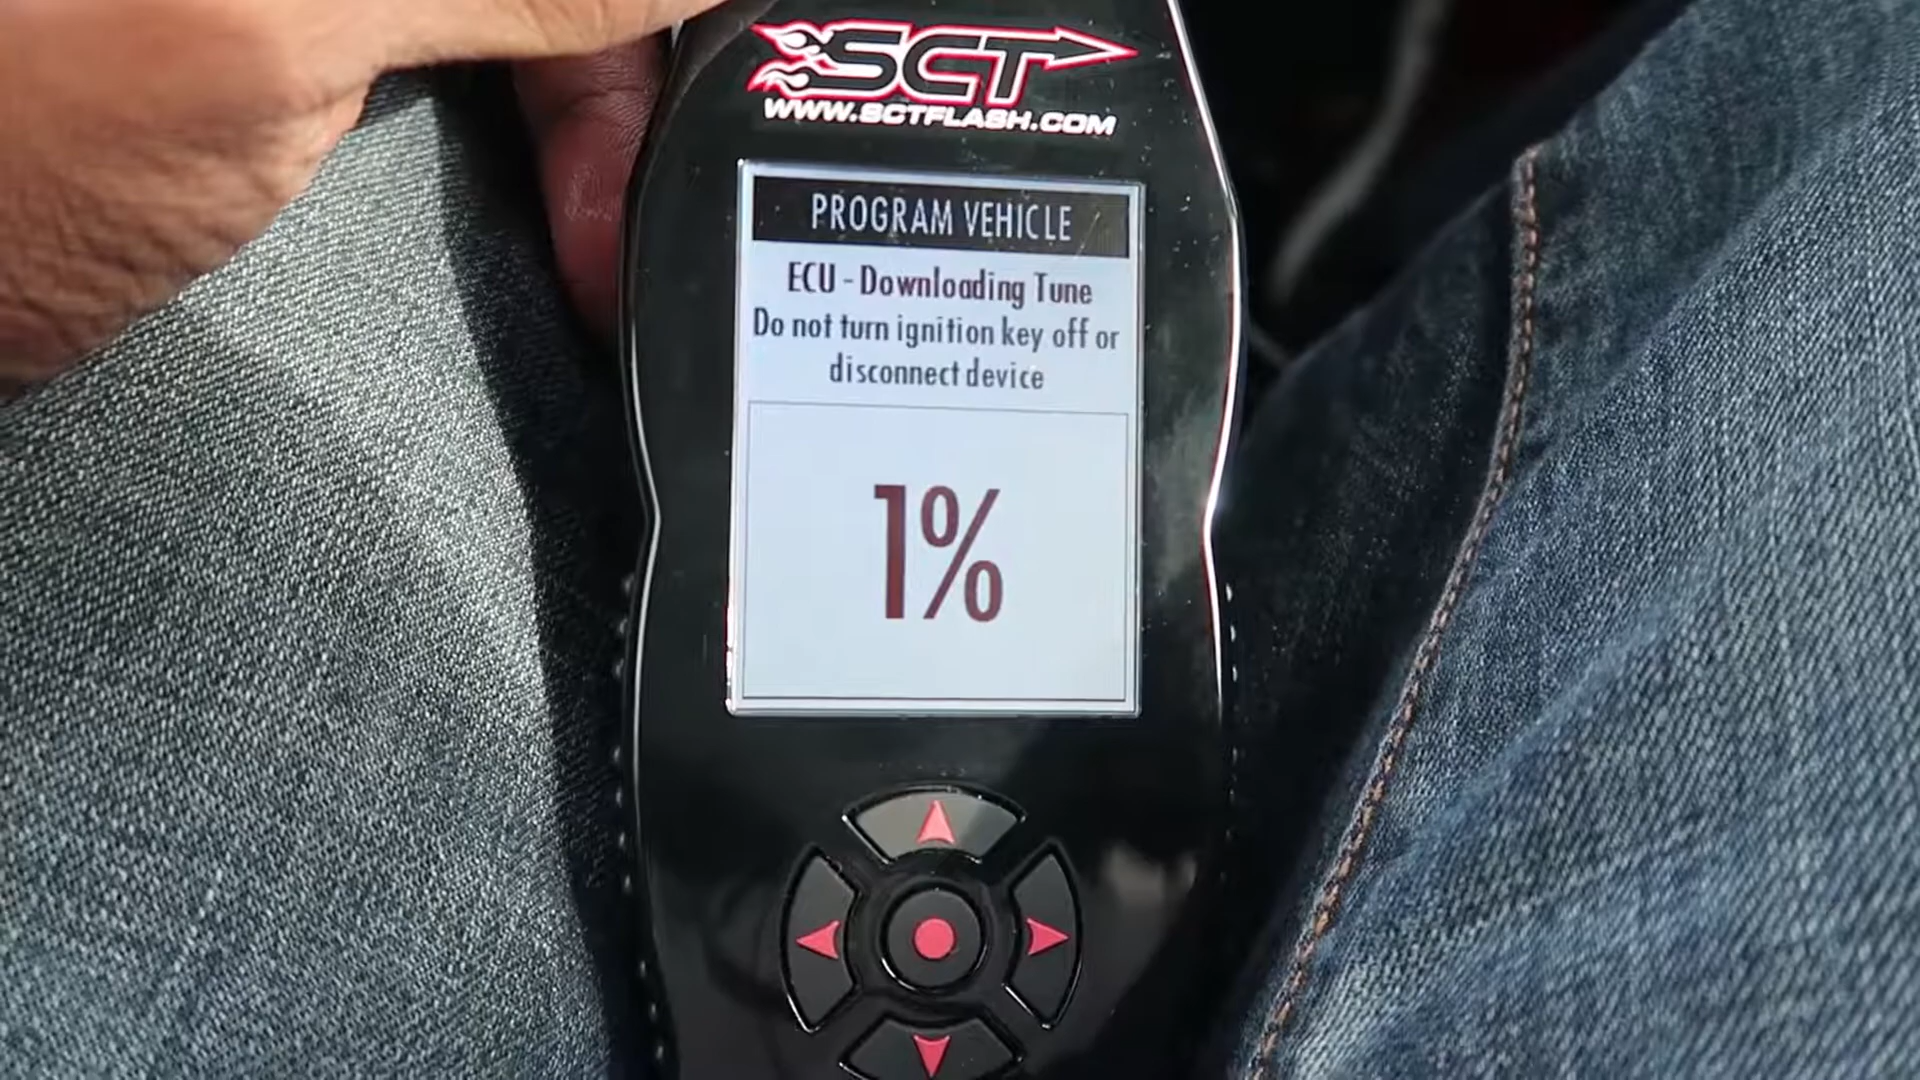 SCT
WWW.SCTFLASH.COM
PROGRAM VEHICLE
ECU - Downloading Tune
Do not turn ignition key off or
disconnect device
1%